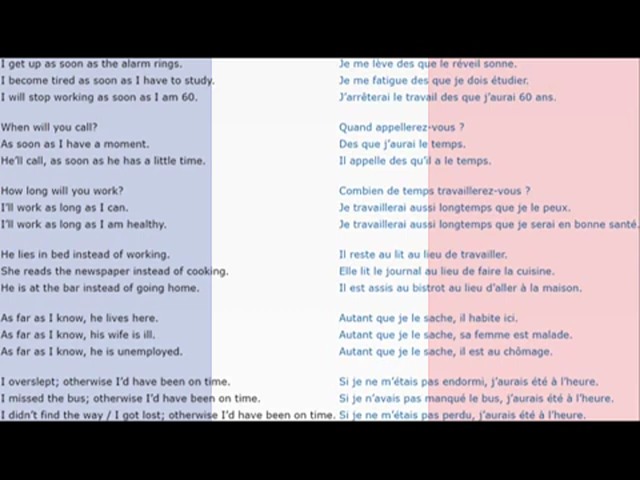 I get up as soon as the alarm rings. Je me lève des que le réveil sonne.
I become tired as soon as I have to study. Je me fatigue des que je dois étudier.
I will stop working as soon as I am 60. J'arrêterai le travail des que j'aurai 60 ans.
When will you call? Quand appellerez-vous ?
As soon as I have a moment. Des que j'aurai le temps.
He'll call, as soon as he has a little time. Il appelle des qu'il a le temps.
How long will you work? Combien de temps travaillerez-vous ?
I'll work as long as I can. Je travaillerai aussi longtemps que je le peux.
I'll work as long as I am healthy. Je travaillerai aussi longtemps que je serai en bonne santé.
He lies in bed instead of working. Il reste au lit au lieu de travailler.
She reads the newspaper instead of cooking. Elle lit le journal au lieu de faire la cuisine.
He is at the bar instead of going home. Il est assis au bistrot au lieu d'aller à la maison.
As far as I know, he lives here. Autant que je le sache, il habite ici.
As far as I know, his wife is ill. Autant que je le sache, sa femme est malade.
As far as I know, he is unemployed. Autant que je le sache, il est au chômage.
I overslept; otherwise I'd have been on time. Si je ne m'étais pas endormi, j'aurais été à l'heure.
I missed the bus; otherwise I'd have been on time. Si je n'avais pas manqué le bus, j'aurais été à l'heure.
I didn't find the way / I got lost; otherwise I'd have been on time. Si je ne m'étais pas perdu, j'aurais été à l'heure.